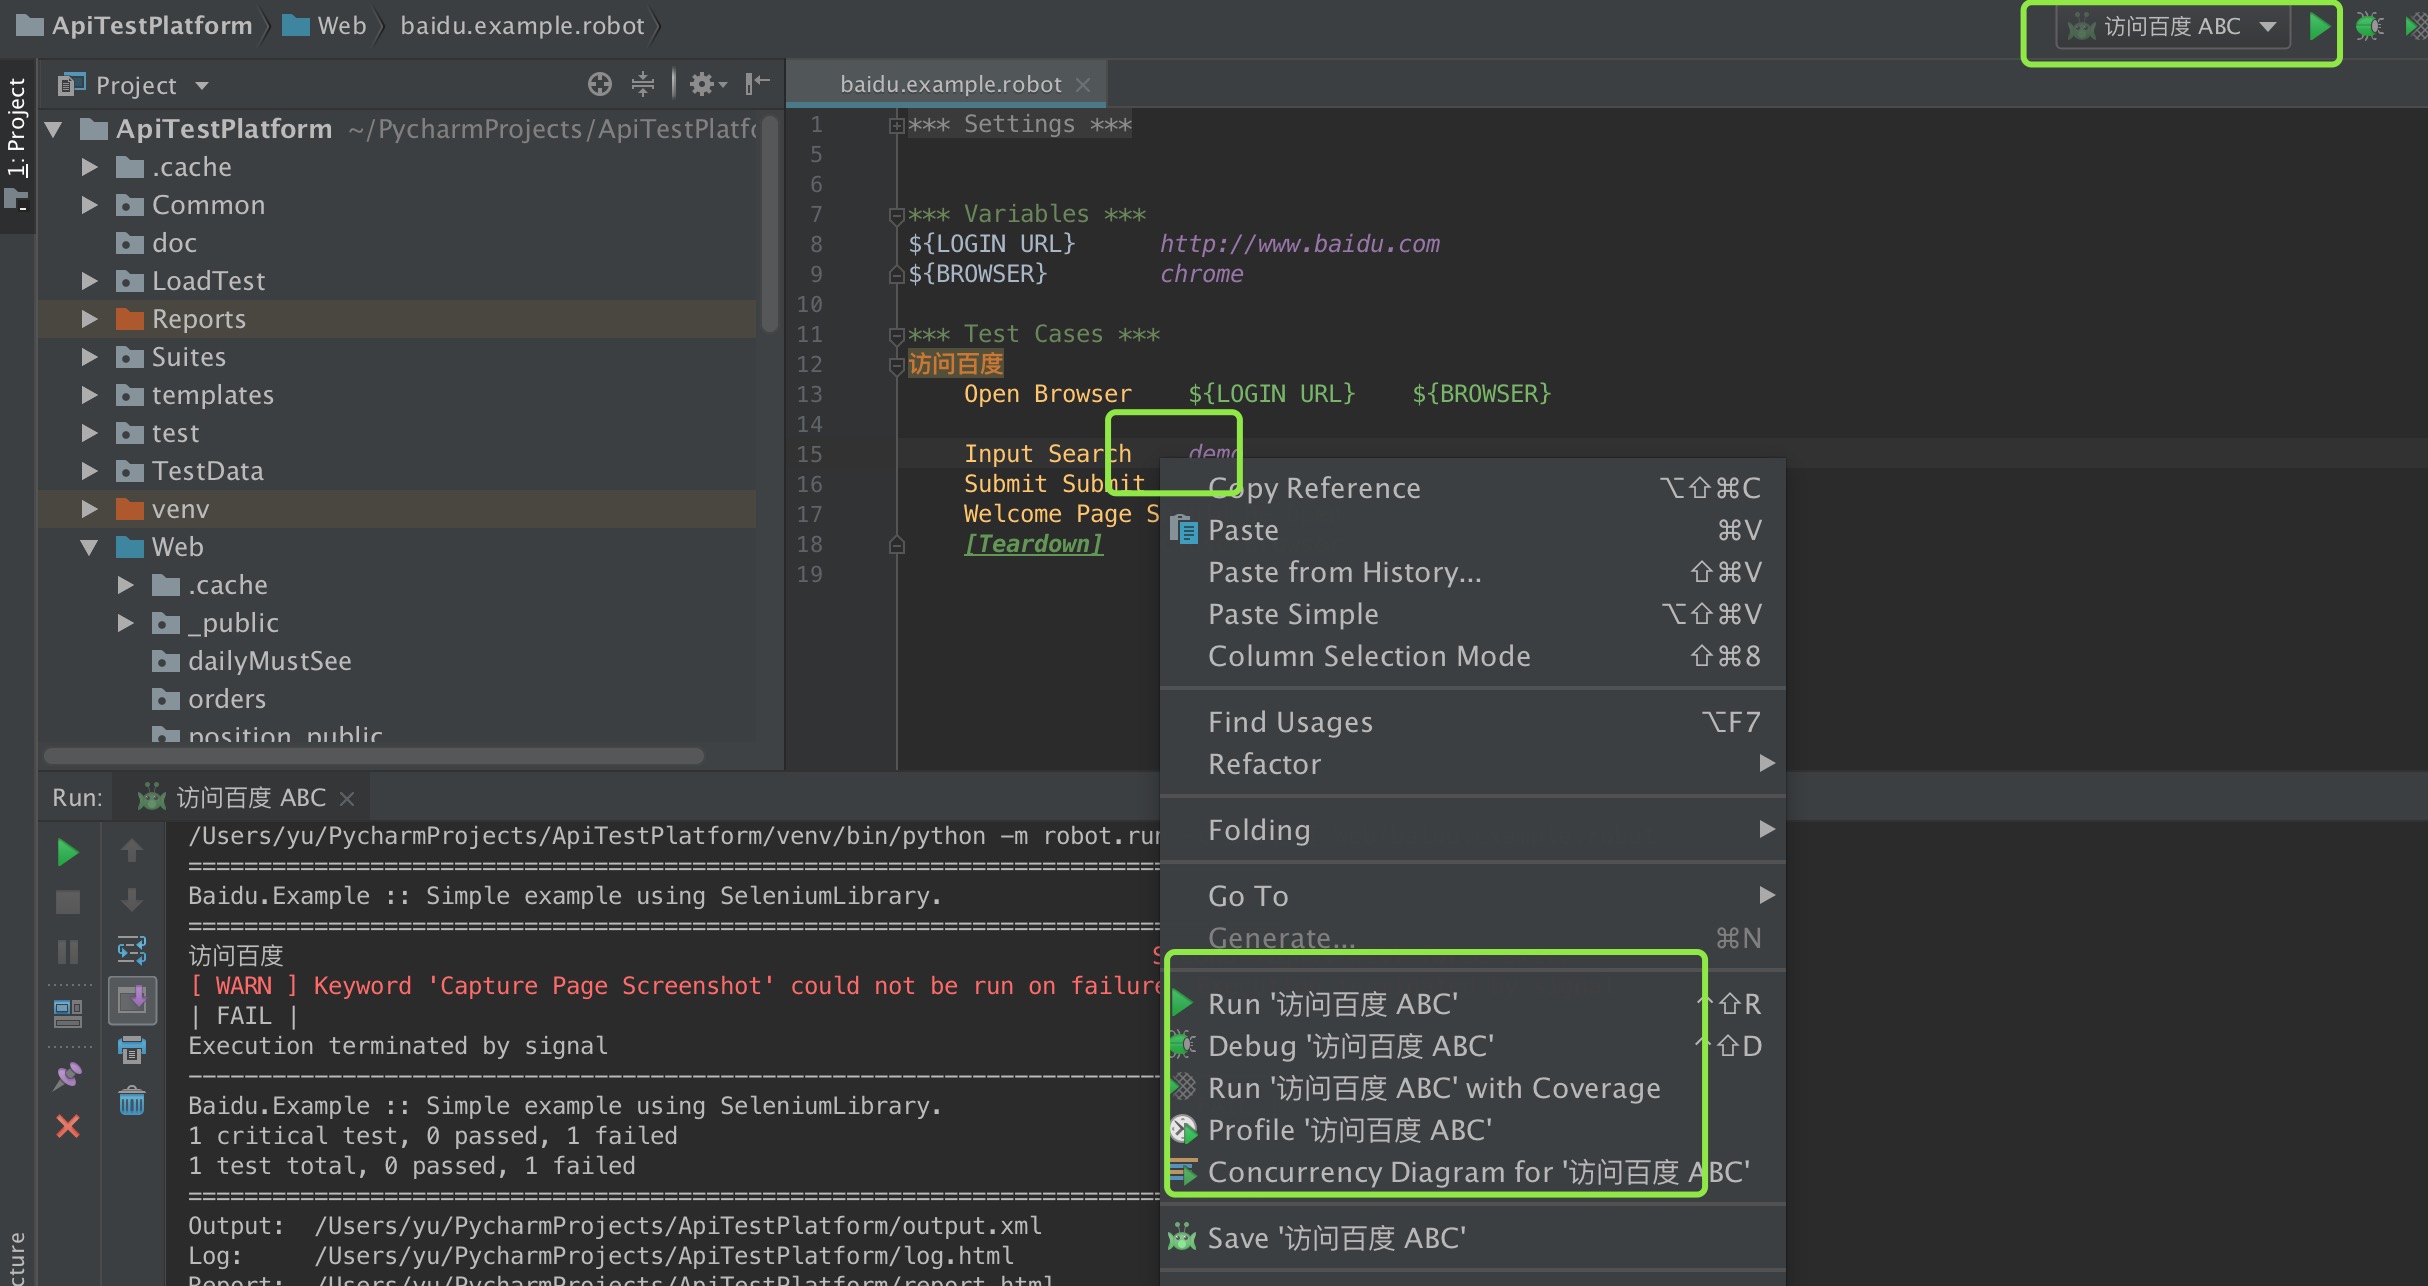 ApiTestPlatform Web baidu.example.robot 访问百度 ABC
1: Project
Project
ApiTestPlatform ~/PycharmProjects/ApiTestPlatf
.cache
Common
doc
LoadTest
Reports
Suites
templates
test
TestData
venv
Web
.cache
_public
dailyMustSee
orders
position_public
baidu.example.robot
1 *** Settings ***
5
6
7 *** Variables ***
8 ${LOGIN URL} http://www.baidu.com
9 ${BROWSER} chrome
10
11 *** Test Cases ***
12 访问百度
13 Open Browser ${LOGIN URL} ${BROWSER}
14
15 Input Search demo
16 Submit Submit
17 Welcome Page S
18 [Teardown]
19
Copy Reference ⌥⇧⌘C
Paste ⌘V
Paste from History... ⇧⌘V
Paste Simple ⌥⇧⌘V
Column Selection Mode ⇧⌘8
Find Usages ⌥F7
Refactor
Folding
Go To
Generate... ⌘N
Run '访问百度 ABC' ⌃⇧R
Debug '访问百度 ABC' ⌃⇧D
Run '访问百度 ABC' with Coverage
Profile '访问百度 ABC'
Concurrency Diagram for '访问百度 ABC'
Save '访问百度 ABC'
Run: 访问百度 ABC
/Users/yu/PycharmProjects/ApiTestPlatform/venv/bin/python -m robot.run
==============================================================================
Baidu.Example :: Simple example using SeleniumLibrary.
==============================================================================
访问百度 S
[ WARN ] Keyword 'Capture Page Screenshot' could not be run on failure
| FAIL |
Execution terminated by signal
------------------------------------------------------------------------------
Baidu.Example :: Simple example using SeleniumLibrary.
1 critical test, 0 passed, 1 failed
1 test total, 0 passed, 1 failed
==============================================================================
Output: /Users/yu/PycharmProjects/ApiTestPlatform/output.xml
Log: /Users/yu/PycharmProjects/ApiTestPlatform/log.html
Report: /Users/yu/PycharmProjects/ApiTestPlatform/report.html
cture